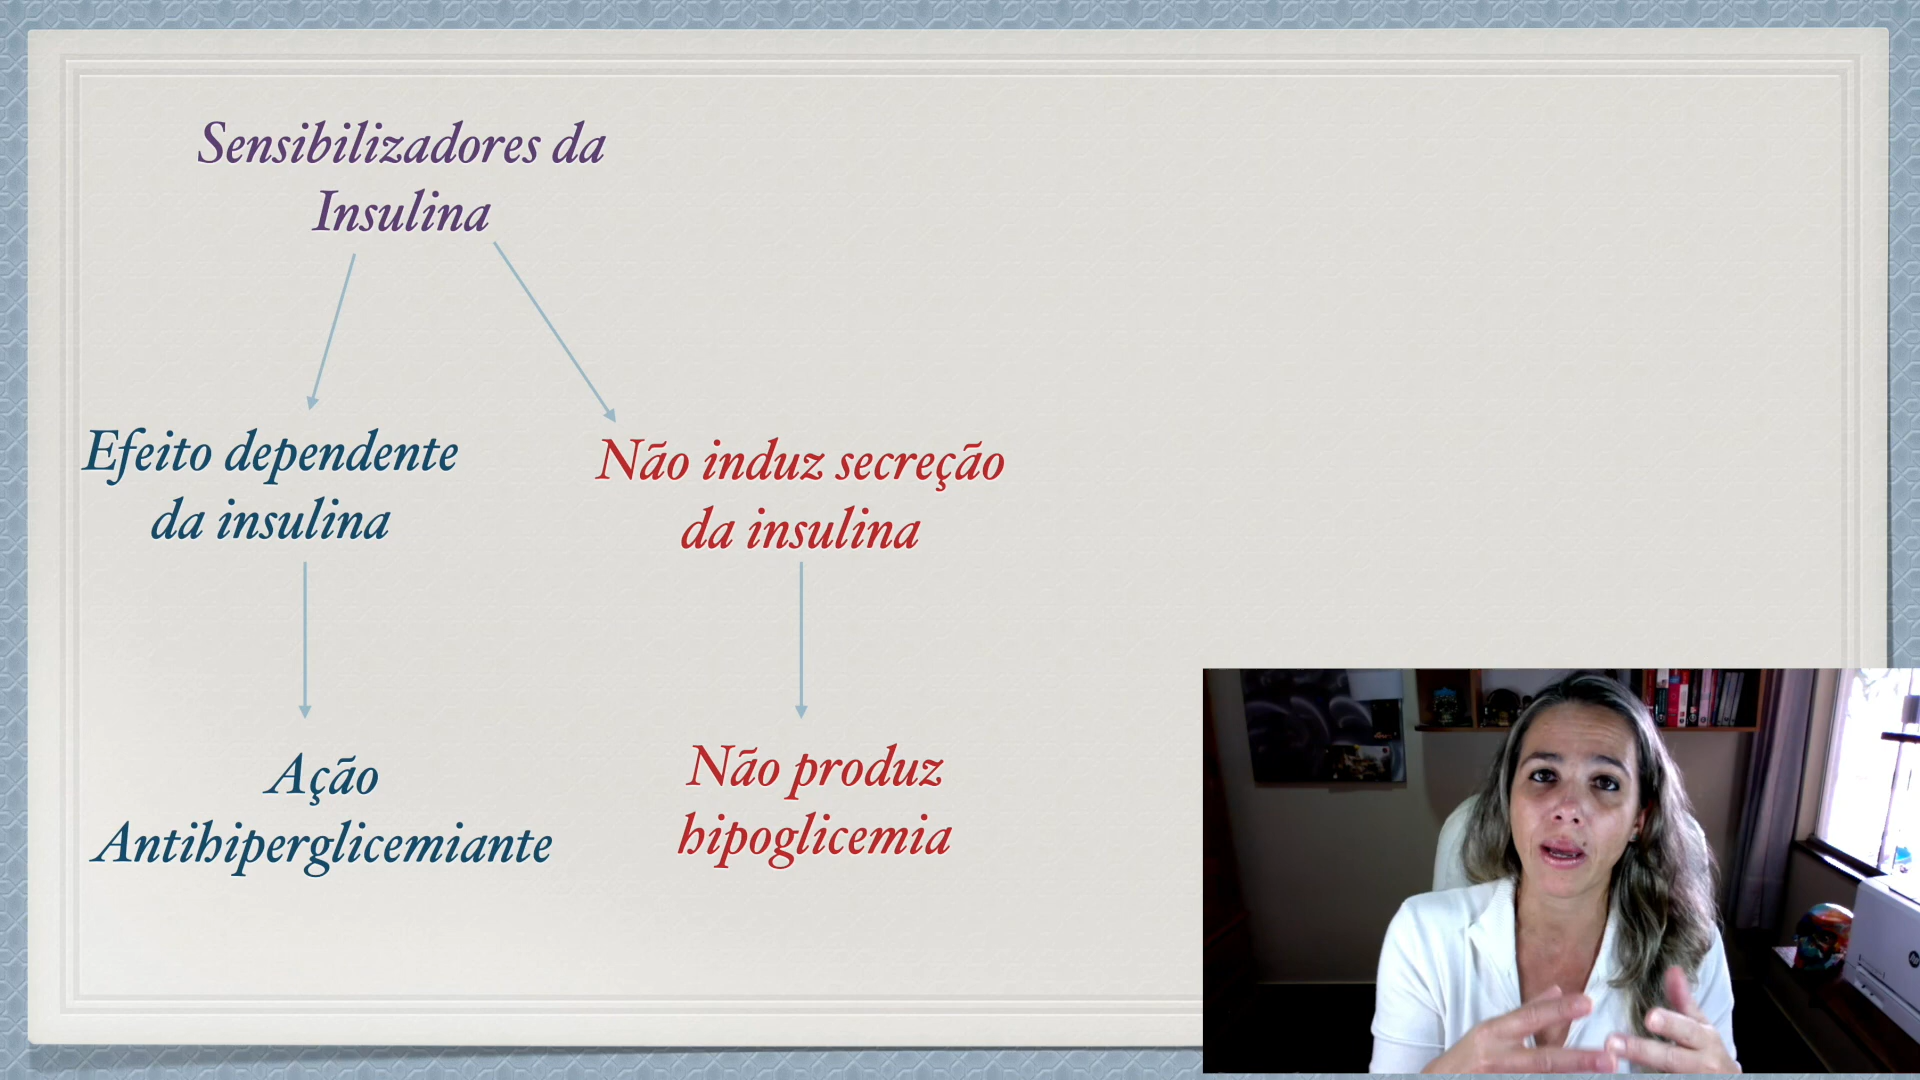 Sensibilizadores da
Insulina
Efeito dependente
da insulina
Não induz secreção
da insulina
Ação
Antihiperglicemiante
Não produz
hipoglicemia